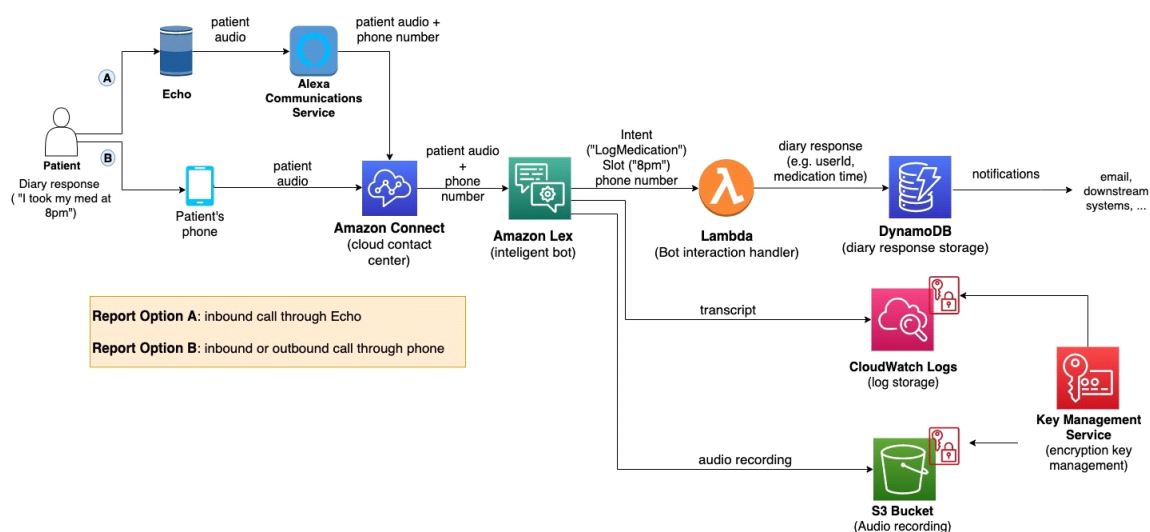 patient
audio
patient audio +
phone number
A
Echo
Alexa
Communications
Service
Patient
Diary response
( "I took my med at
8pm")
B
Patient's
phone
patient
audio
Amazon Connect
(cloud contact
center)
patient audio
+
phone
number
Amazon Lex
(inteligent bot)
Intent
("LogMedication")
Slot ("8pm")
phone number
Lambda
(Bot interaction handler)
diary response
(e.g. userId,
medication time)
DynamoDB
(diary response storage)
notifications
email,
downstream
systems, ...
Report Option A: inbound call through Echo
Report Option B: inbound or outbound call through phone
transcript
CloudWatch Logs
(log storage)
Key Management
Service
(encryption key
management)
audio recording
S3 Bucket
(Audio recording)